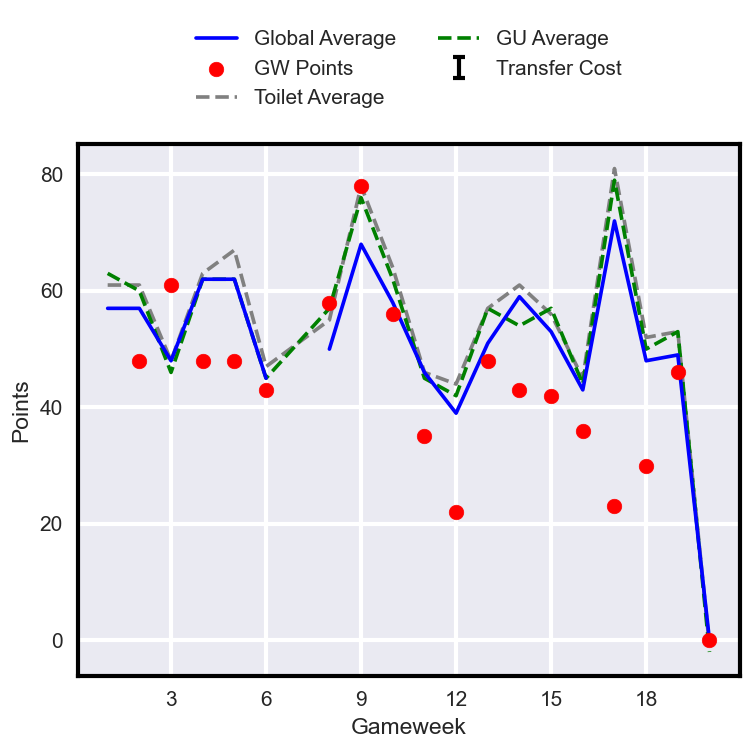 Global Average
GW Points
Toilet Average
GU Average
Transfer Cost
80
60
40
20
0
Points
3 6 9 12 15 18
Gameweek